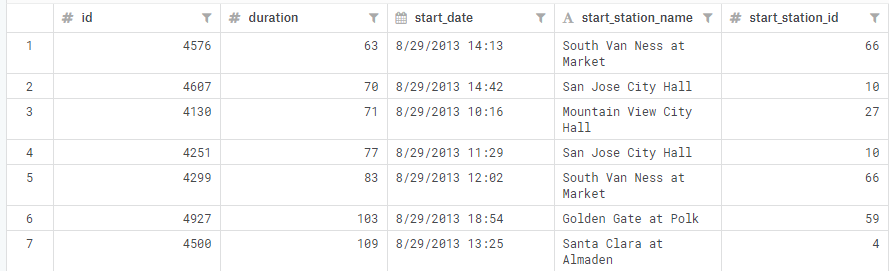 # id # duration start_date A start_station_name # start_station_id
1 4576 63 8/29/2013 14:13 South Van Ness at 66
Market
2 4607 70 8/29/2013 14:42 San Jose City Hall 10
3 4130 71 8/29/2013 10:16 Mountain View City 27
Hall
4 4251 77 8/29/2013 11:29 San Jose City Hall 10
5 4299 83 8/29/2013 12:02 South Van Ness at 66
Market
6 4927 103 8/29/2013 18:54 Golden Gate at Polk 59
7 4500 109 8/29/2013 13:25 Santa Clara at 4
Almaden